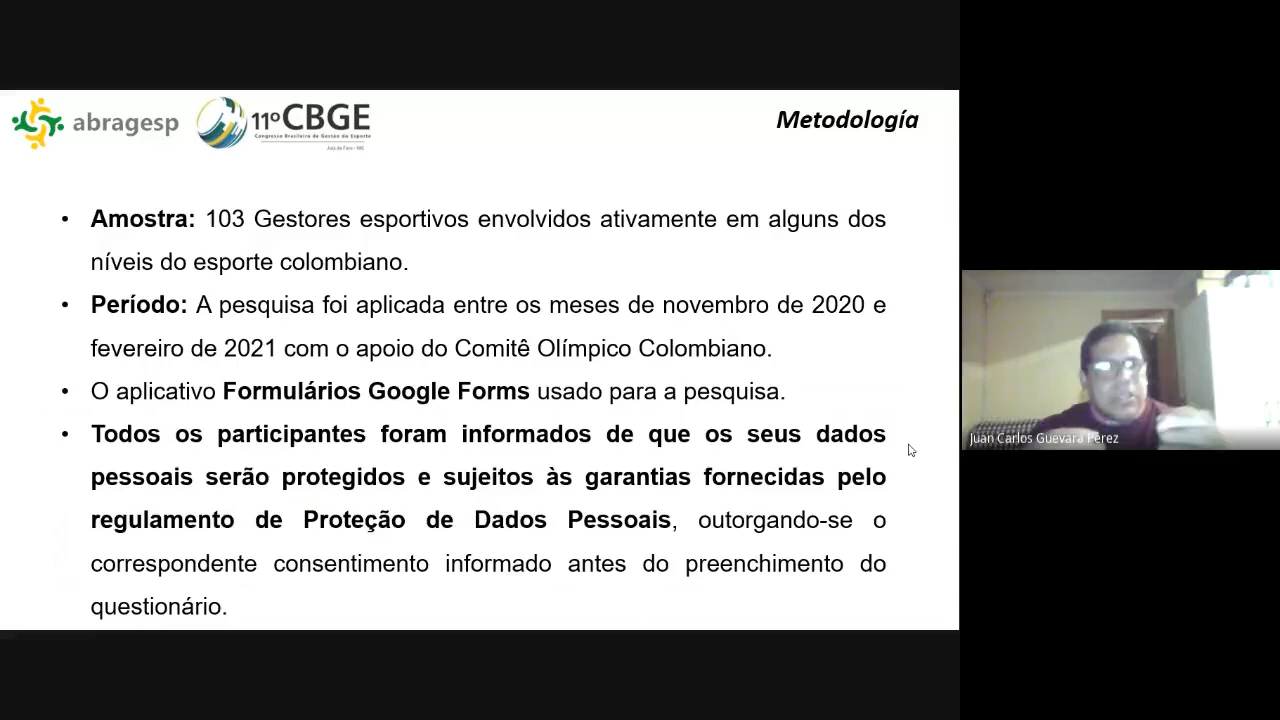 abragesp
11º CBGE
Congresso Brasileiro de Gestão do Esporte
Juiz de Fora - MG
Metodología
• Amostra: 103 Gestores esportivos envolvidos ativamente em alguns dos
níveis do esporte colombiano.
• Período: A pesquisa foi aplicada entre os meses de novembro de 2020 e
fevereiro de 2021 com o apoio do Comitê Olímpico Colombiano.
• O aplicativo Formulários Google Forms usado para a pesquisa.
• Todos os participantes foram informados de que os seus dados
pessoais serão protegidos e sujeitos às garantias fornecidas pelo
regulamento de Proteção de Dados Pessoais, outorgando-se o
correspondente consentimento informado antes do preenchimento do
questionário.
Juan Carlos Guevara Perez